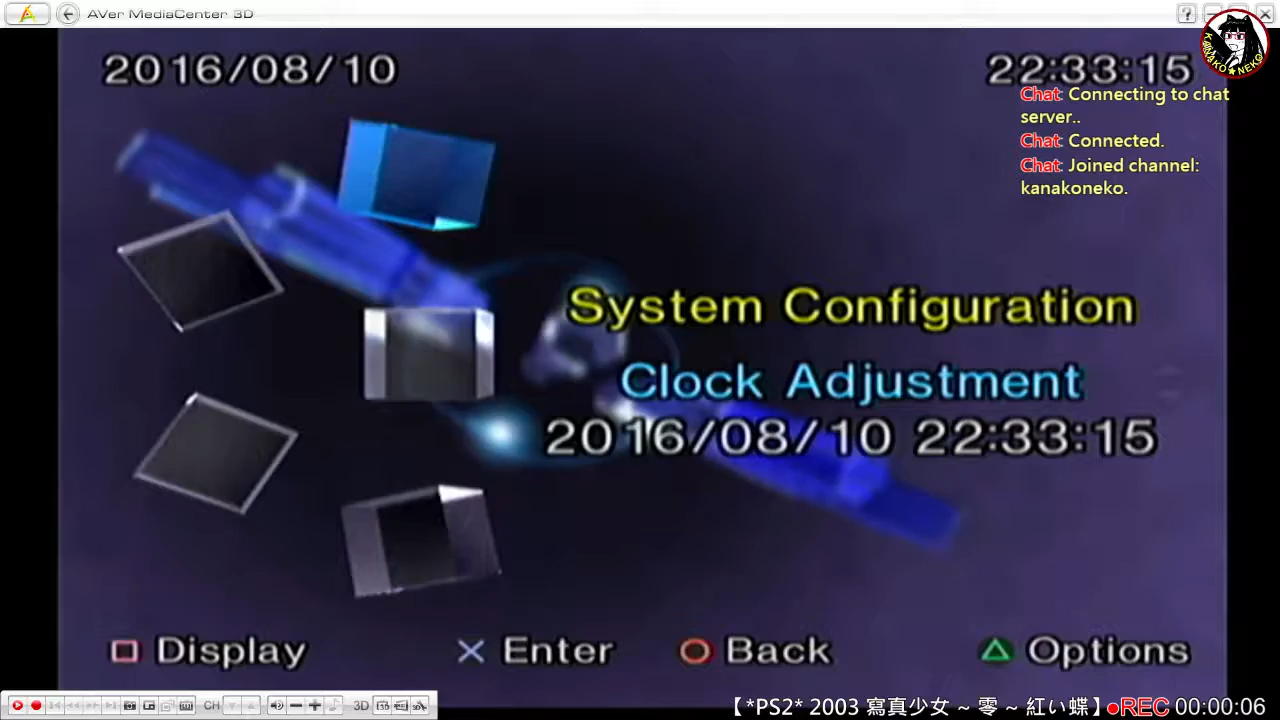 AVer MediaCenter 3D
?
KANAKO★NEKO
2016/08/10
22:33:15
Chat: Connecting to chat
server..
Chat: Connected.
Chat: Joined channel:
kanakoneko.
System Configuration
Clock Adjustment
2016/08/10 22:33:15
Display
Enter
Back
Options
CH
3D
【*PS2* 2003 寫真少女 ~ 零 ~ 紅い蝶】●REC 00:00:06